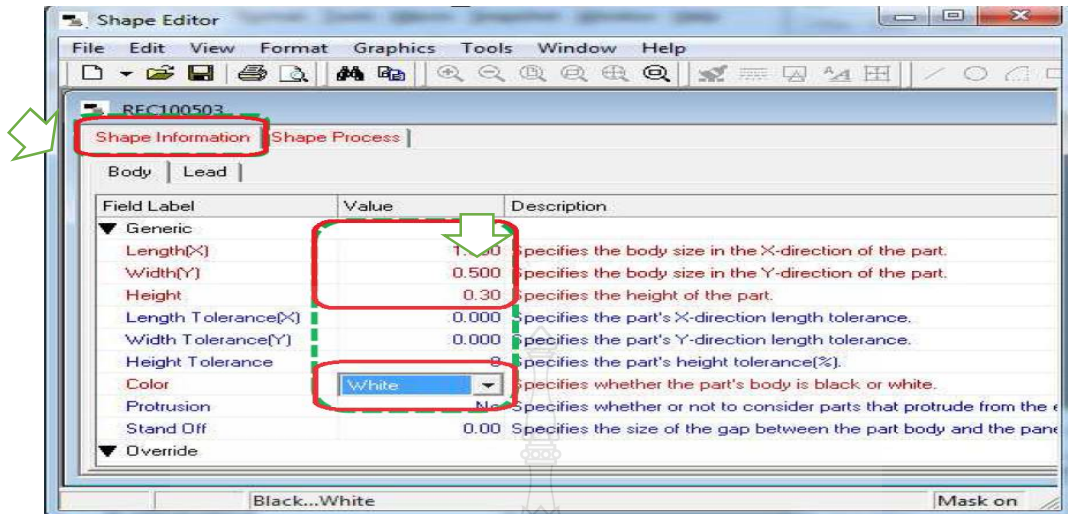 Shape Editor
File Edit View Format Graphics Tools Window Help
REC100503
Shape Information Shape Process
Body Lead
Field Label Value Description
Generic
Length(X) Specifies the body size in the X-direction of the part.
Width(Y) 0.500 Specifies the body size in the Y-direction of the part.
Height 0.30 Specifies the height of the part.
Length Tolerance(X) 0.000 Specifies the part's X-direction length tolerance.
Width Tolerance(Y) 0.000 Specifies the part's Y-direction length tolerance.
Height Tolerance Specifies the part's height tolerance(%).
Color White Specifies whether the part's body is black or white.
Protrusion No Specifies whether or not to consider parts that protrude from the
Stand Off 0.00 Specifies the size of the gap between the part body and the
Override
Black...White Mask on